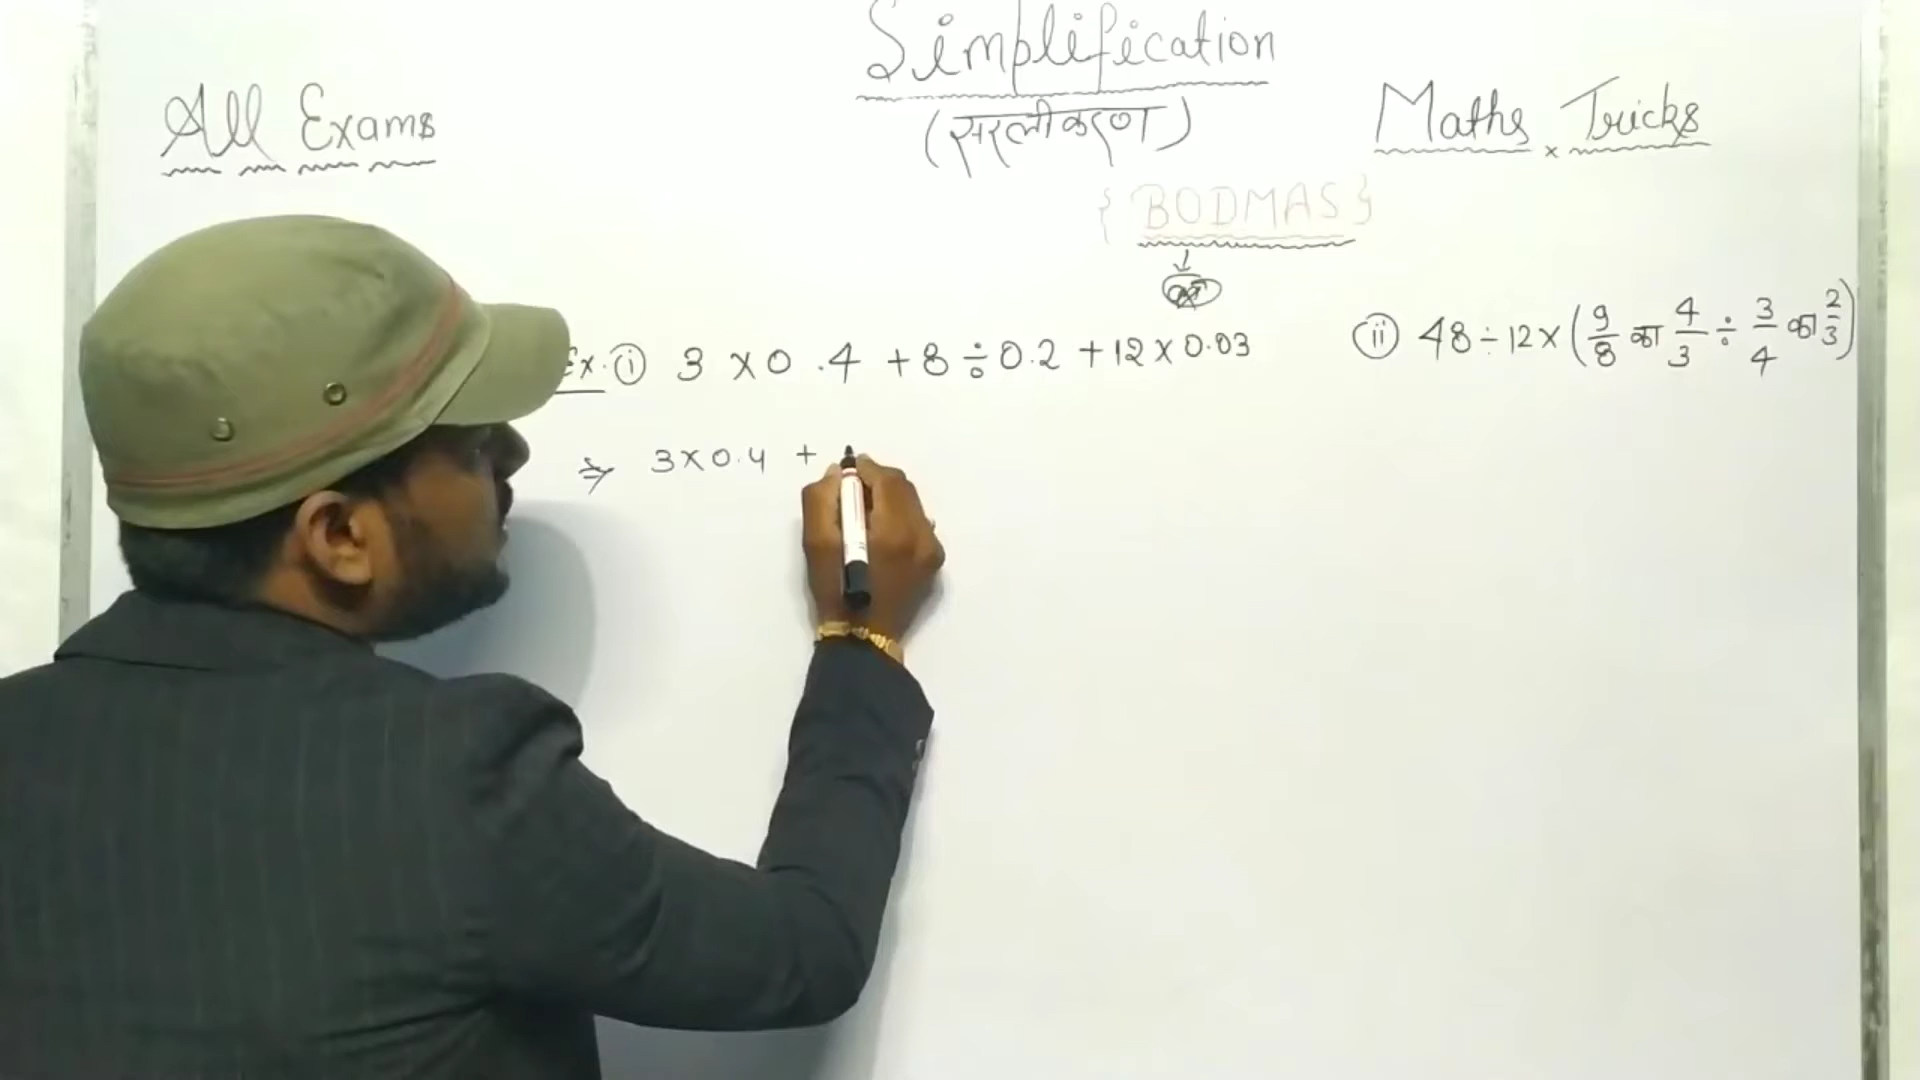 Simplification
(सरलीकरण)
All Exams
Maths Tricks
{BODMAS}
Ex. (i) 3 × 0.4 + 8 ÷ 0.2 + 12 × 0.03
⇒ 3 × 0.4 +
(ii) 48 ÷ 12 × (9/8 का 4/3 ÷ 3/4 का 2/3)